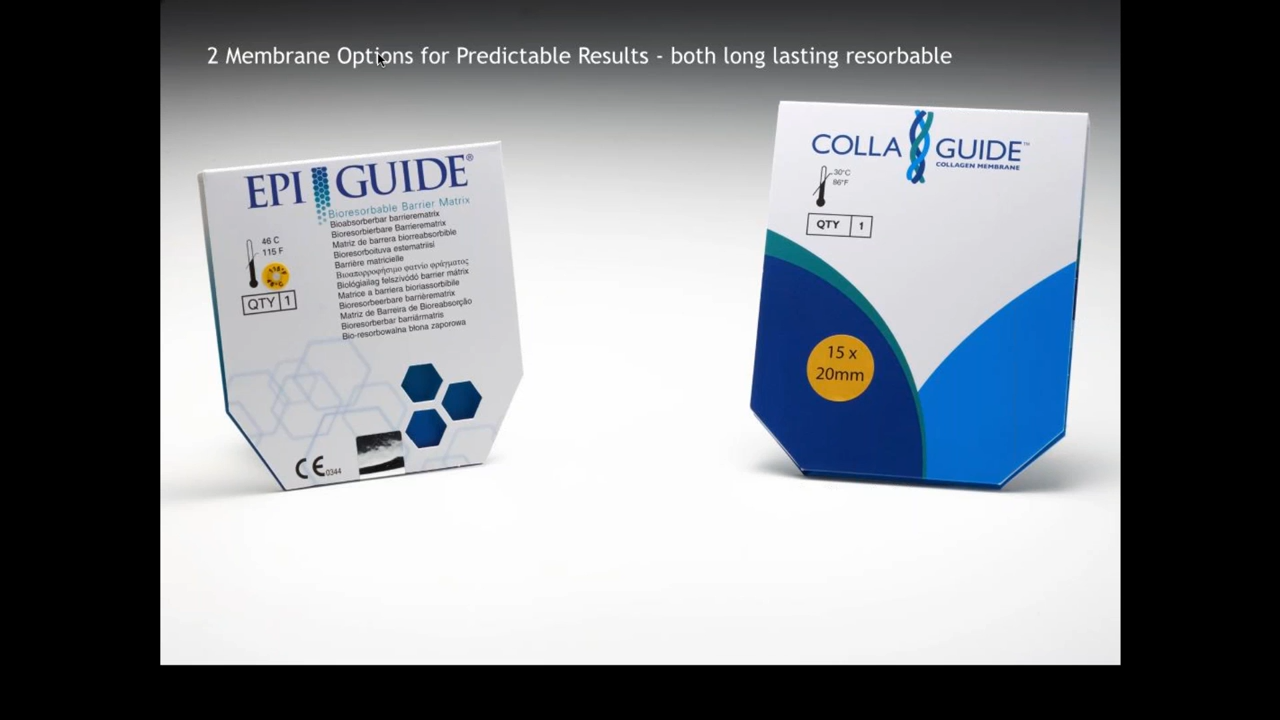 2 Membrane Options for Predictable Results - both long lasting resorbable
EPI GUIDE®
Bioresorbable Barrier Matrix
Bioabsorberbar barrierematrix
Bioresorbierbare Barrierematrix
Matriz de barrera biorreabsorbible
Bioresorboituva estematriisi
Barrière matricielle
Βιοαπορροφήσιμο φατνίο φράγματος
Biológiailag felszívódó barrier mátrix
Matrice a barriera bioriassorbibile
Bioresorbeerbare barrièrematrix
Matriz de Barreira de Bioreabsorção
Bioresorberbar barriärmatris
Bio-resorbowalna błona zaporowa
46 C
115 F
QTY 1
CE 0344
COLLA GUIDE™
COLLAGEN MEMBRANE
30°C
86°F
QTY 1
15 x
20mm